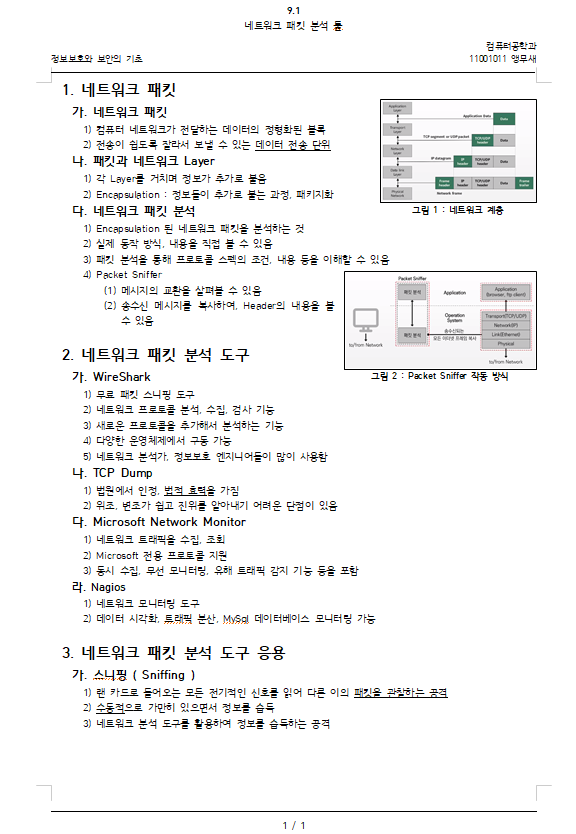 9.1
네트워크 패킷 분석 툴
컴퓨터공학과
정보보호와 보안의 기초
11001011 앵무새
1. 네트워크 패킷
가. 네트워크 패킷
1) 컴퓨터 네트워크가 전달하는 데이터의 정형화된 블록
2) 전송이 쉽도록 잘라서 보낼 수 있는 데이터 전송 단위
나. 패킷과 네트워크 Layer
1) 각 Layer를 거치며 정보가 추가로 붙음
2) Encapsulation : 정보들이 추가로 붙는 과정, 패키지화
다. 네트워크 패킷 분석
1) Encapsulation 된 네트워크 패킷을 분석하는 것
2) 실제 동작 방식, 내용을 직접 볼 수 있음
3) 패킷 분석을 통해 프로토콜 스펙의 조건, 내용 등을 이해할 수 있음
4) Packet Sniffer
(1) 메시지의 교환을 살펴볼 수 있음
(2) 송수신 메시지를 복사하여, Header의 내용을 볼
수 있음
Application Layer
Application Data
Data
Transport Layer
TCP segment or UDP packet
TCP/UDP header
Data
Network Layer
IP datagram
IP header
TCP/UDP header
Data
Data link Layer
Frame header
IP header
TCP/UDP header
Data
Frame trailer
Physical Network
Network frame
그림 1 : 네트워크 계층
Packet Sniffer
패킷 분석
Application
Application
(browser, ftp client)
Operation
System
Transport(TCP/UDP)
Network(IP)
패킷 분석
송수신되는
모든 이더넷 프레임 복사
Link(Ethernet)
Physical
to/from Network
to/from Network
그림 2 : Packet Sniffer 작동 방식
2. 네트워크 패킷 분석 도구
가. WireShark
1) 무료 패킷 스니핑 도구
2) 네트워크 프로토콜 분석, 수집, 검사 기능
3) 새로운 프로토콜을 추가해서 분석하는 기능
4) 다양한 운영체제에서 구동 가능
5) 네트워크 분석가, 정보보호 엔지니어들이 많이 사용함
나. TCP Dump
1) 법원에서 인정, 법적 효력을 가짐
2) 위조, 변조가 쉽고 진위를 알아내기 어려운 단점이 있음
다. Microsoft Network Monitor
1) 네트워크 트래픽을 수집, 조회
2) Microsoft 전용 프로토콜 지원
3) 동시 수집, 무선 모니터링, 유해 트래픽 감지 기능 등을 포함
라. Nagios
1) 네트워크 모니터링 도구
2) 데이터 시각화, 트래픽 분산, MySql 데이터베이스 모니터링 가능
3. 네트워크 패킷 분석 도구 응용
가. 스니핑 ( Sniffing )
1) 랜 카드로 들어오는 모든 전기적인 신호를 읽어 다른 이의 패킷을 관찰하는 공격
2) 수동적으로 가만히 있으면서 정보를 습득
3) 네트워크 분석 도구를 활용하여 정보를 습득하는 공격
1 / 1